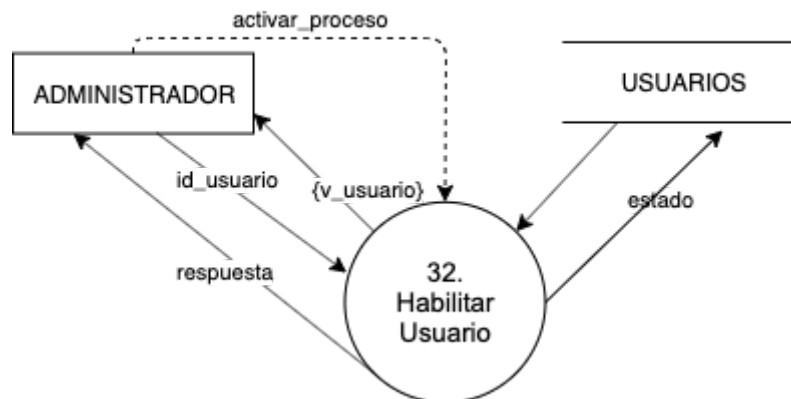 activar_proceso
ADMINISTRADOR
USUARIOS
id_usuario
{v_usuario}
estado
respuesta
32.
Habilitar
Usuario